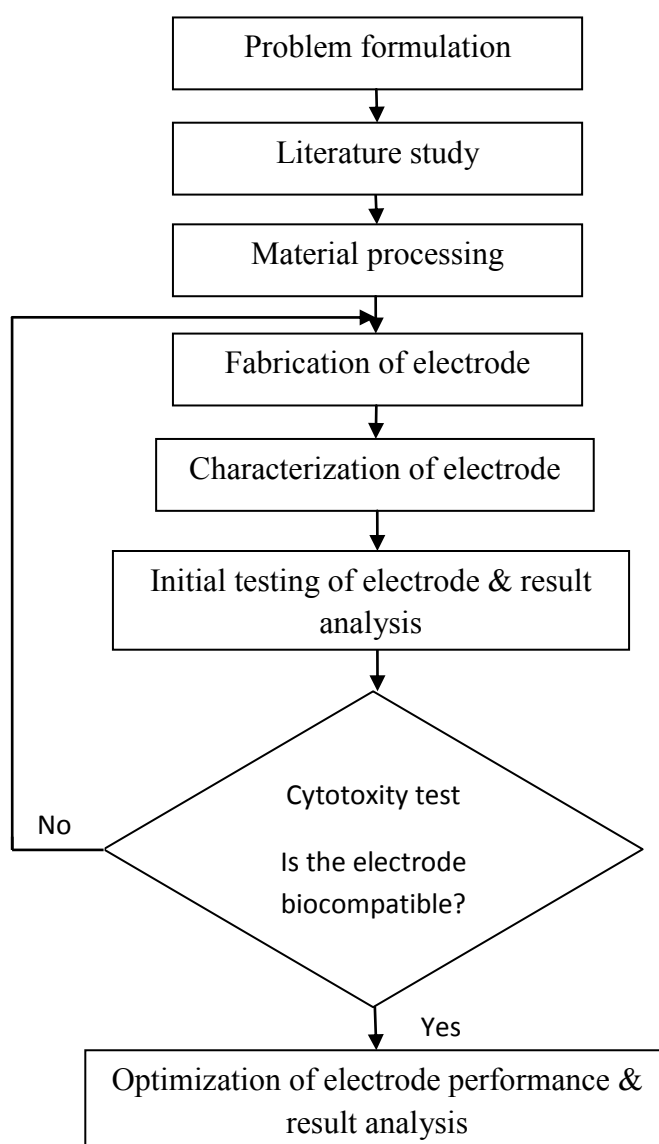 Problem formulation
Literature study
Material processing
Fabrication of electrode
Characterization of electrode
Initial testing of electrode & result
analysis
Cytotoxity test
No
Is the electrode
biocompatible?
Yes
Optimization of electrode performance &
result analysis